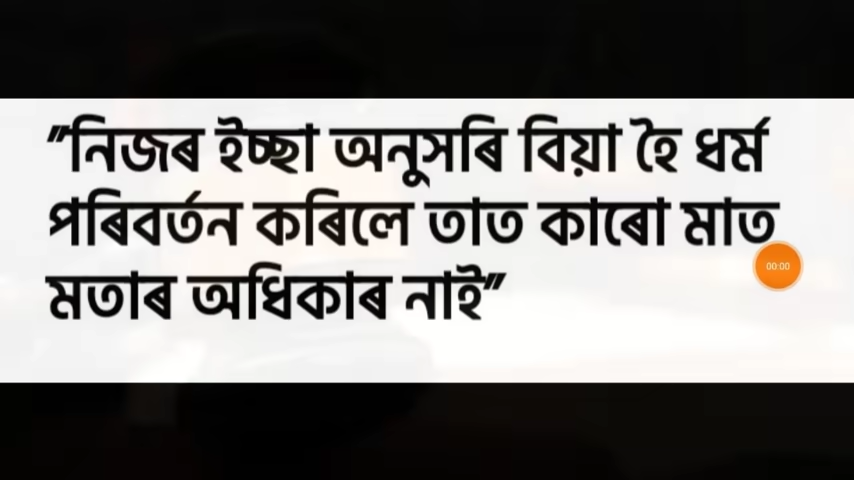 "নিজৰ ইচ্ছা অনুসৰি বিয়া হৈ ধৰ্ম
পৰিবৰ্তন কৰিলে তাত কাৰো মাত
মতাৰ অধিকাৰ নাই"
00:00